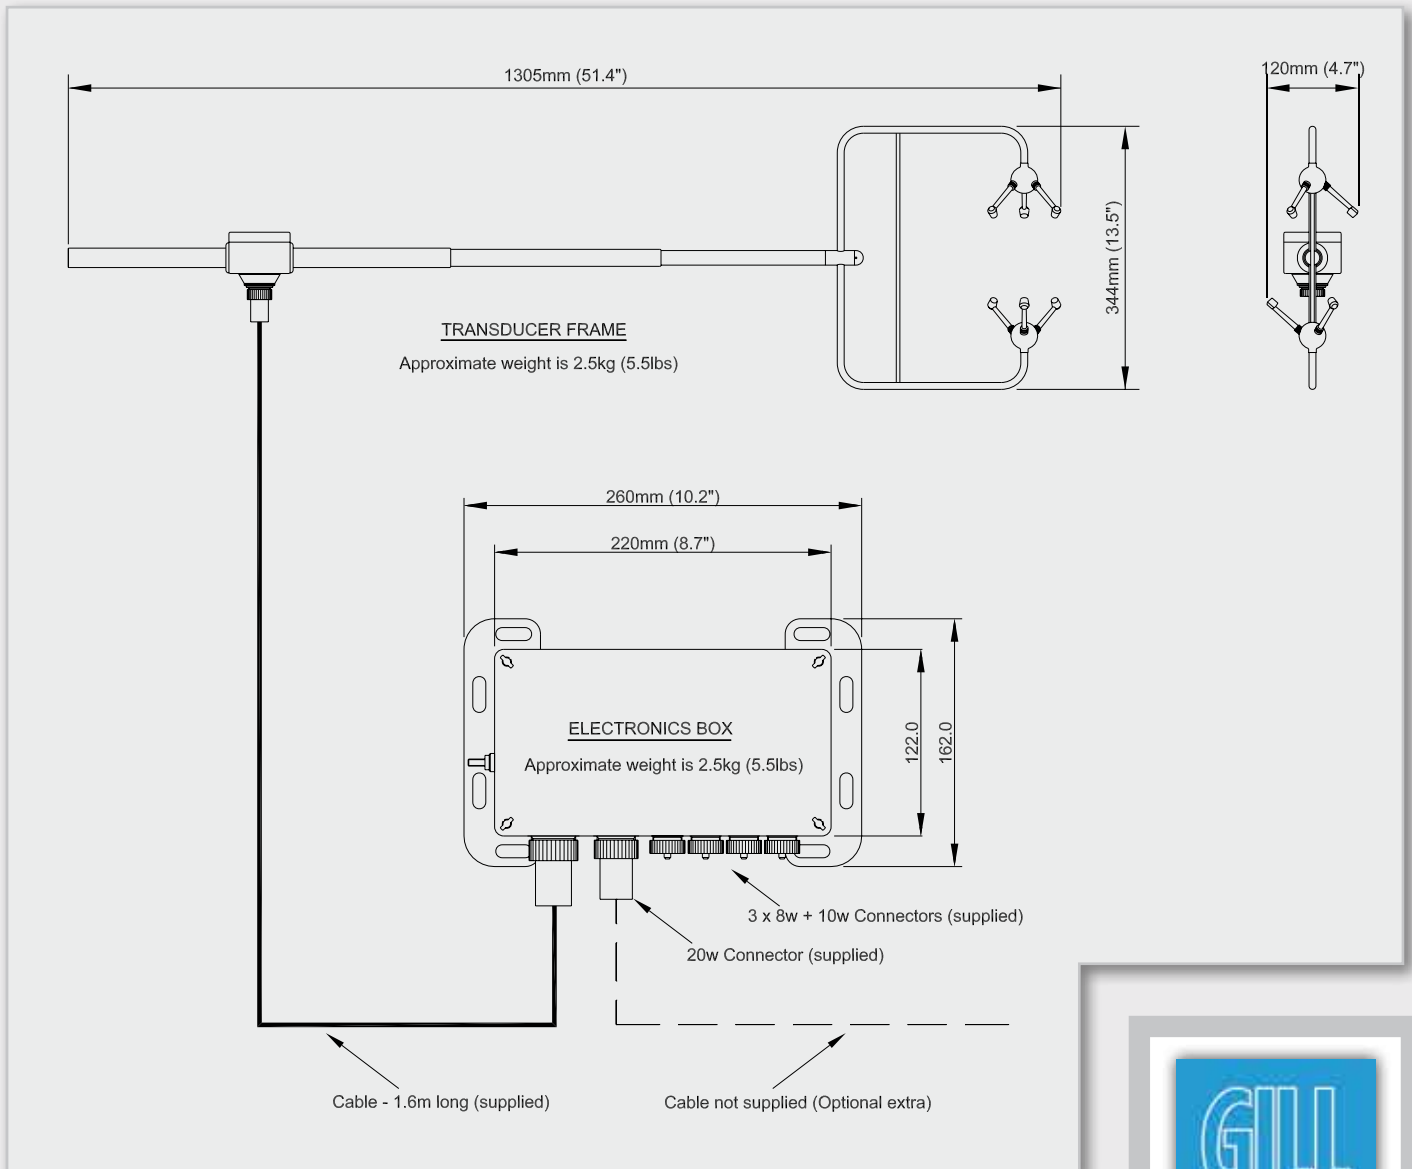 1305mm (51.4")
120mm (4.7")
344mm (13.5")
TRANSDUCER FRAME
Approximate weight is 2.5kg (5.5lbs)
260mm (10.2")
220mm (8.7")
ELECTRONICS BOX
Approximate weight is 2.5kg (5.5lbs)
122.0
162.0
3 x 8w + 10w Connectors (supplied)
20w Connector (supplied)
Cable - 1.6m long (supplied)
Cable not supplied (Optional extra)
GILL